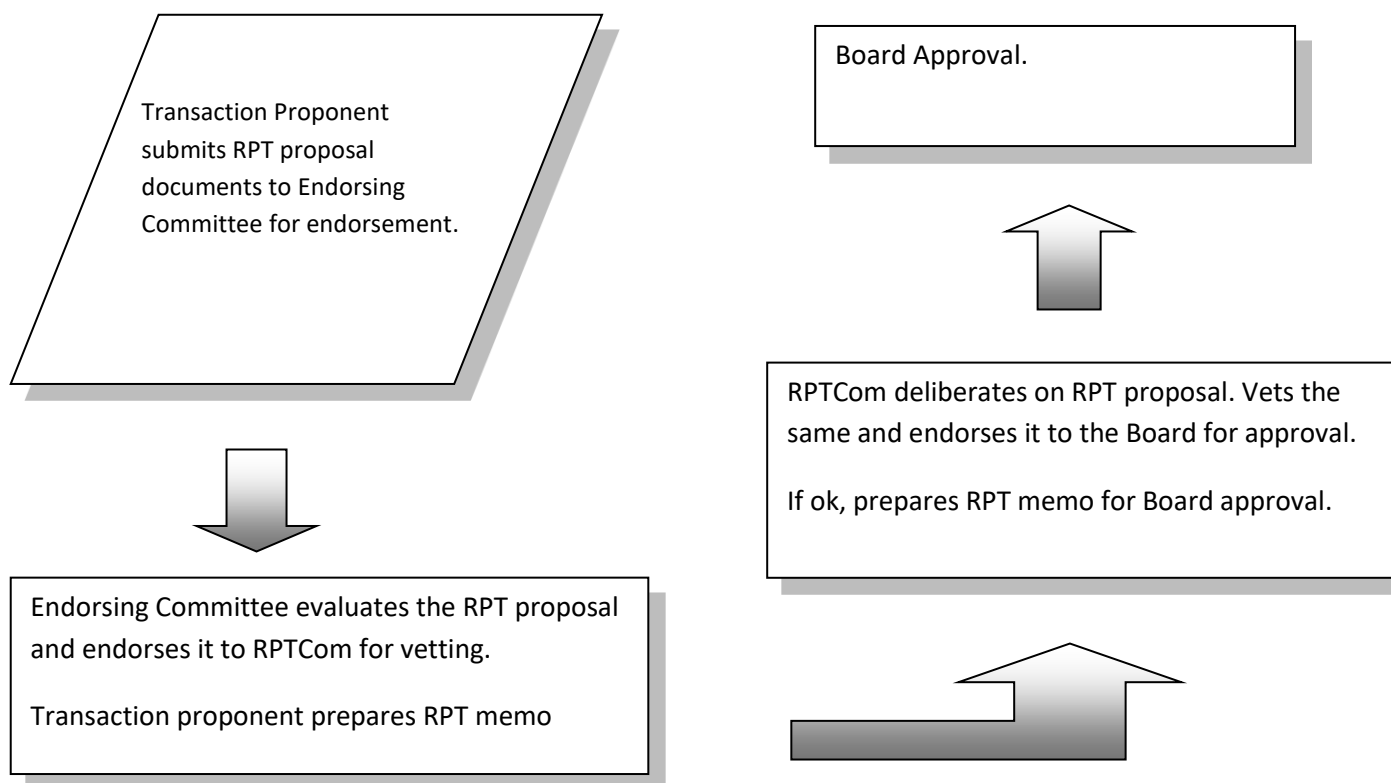 Transaction Proponent
submits RPT proposal
documents to Endorsing
Committee for endorsement.
Endorsing Committee evaluates the RPT proposal
and endorses it to RPTCom for vetting.
Transaction proponent prepares RPT memo
RPTCom deliberates on RPT proposal. Vets the
same and endorses it to the Board for approval.
If ok, prepares RPT memo for Board approval.
Board Approval.